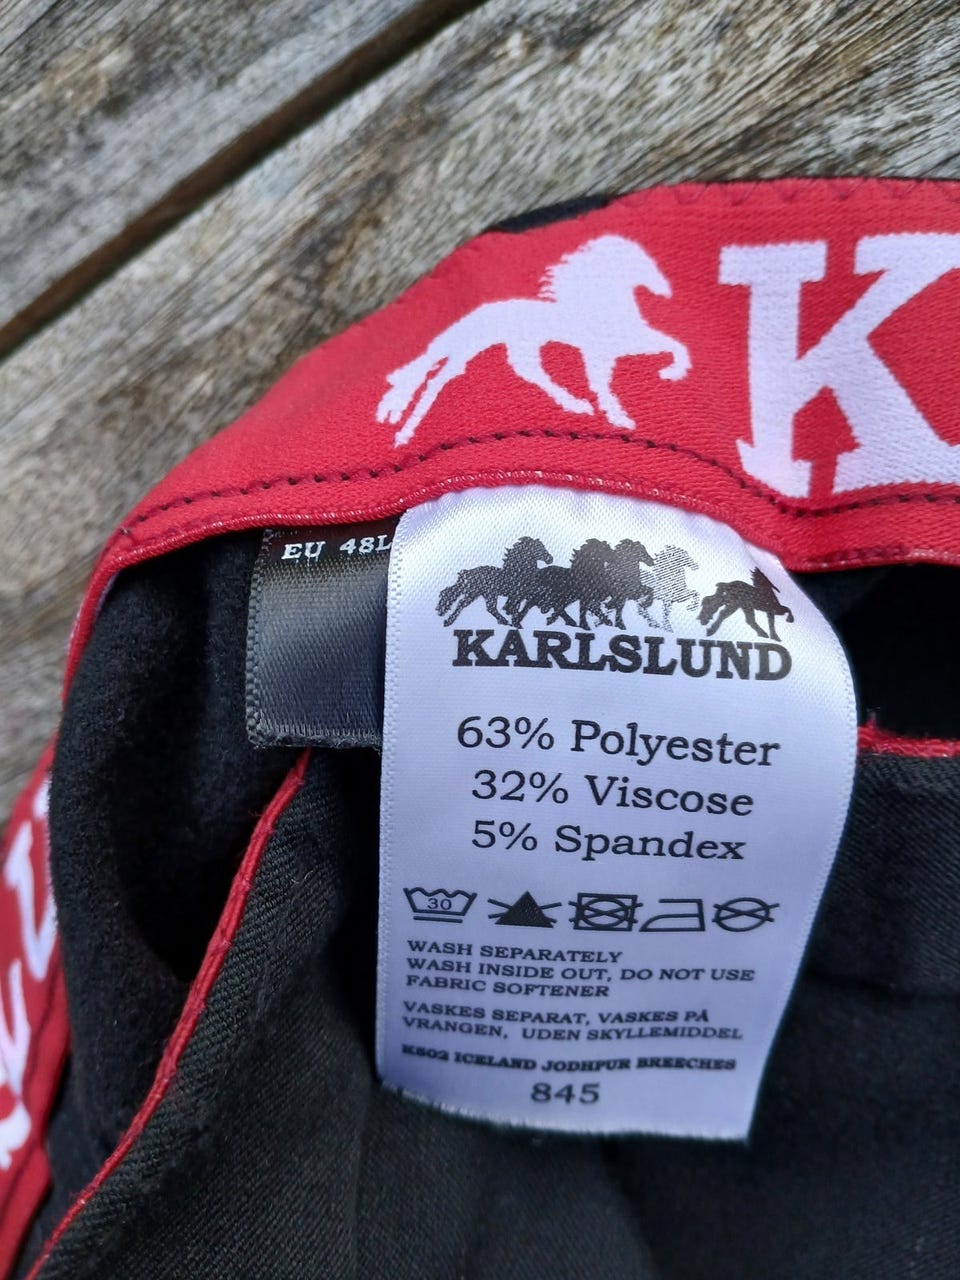 K
EU 48L
KARLSLUND
63% Polyester
32% Viscose
5% Spandex
30
WASH SEPARATELY
WASH INSIDE OUT, DO NOT USE
FABRIC SOFTENER
VASKES SEPARAT, VASKES PÅ
VRANGEN, UDEN SKYLLEMIDDEL
KS02 ICELAND JODHPUR BREECHES
845